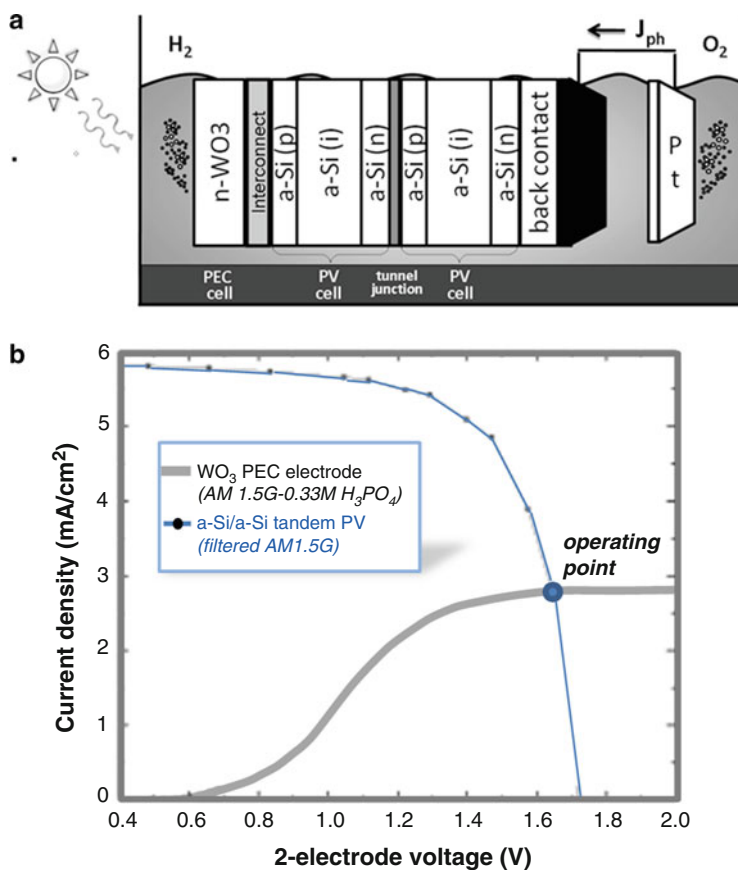 a
H2
Jph
O2
n-WO3
Interconnect
a-Si (p)
a-Si (i)
a-Si (n)
a-Si (p)
a-Si (i)
a-Si (n)
back contact
Pt
PEC
cell
PV
cell
tunnel
junction
PV
cell
b
6
5
4
3
2
1
0
Current density (mA/cm²)
WO₃ PEC electrode
(AM 1.5G-0.33M H₃PO₄)
a-Si/a-Si tandem PV
(filtered AM1.5G)
operating
point
0.4 0.6 0.8 1.0 1.2 1.4 1.6 1.8 2.0
2-electrode voltage (V)